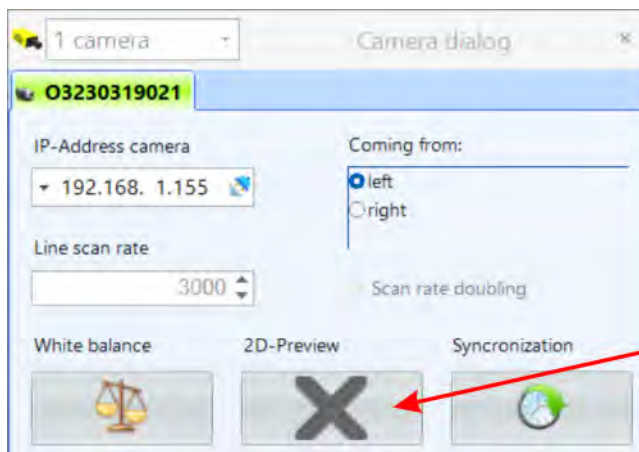 1 camera
Camera dialog
O3230319021
IP-Address camera
Coming from:
192.168.  1.155
left
right
Line scan rate
3000
Scan rate doubling
White balance
2D-Preview
Syncronization